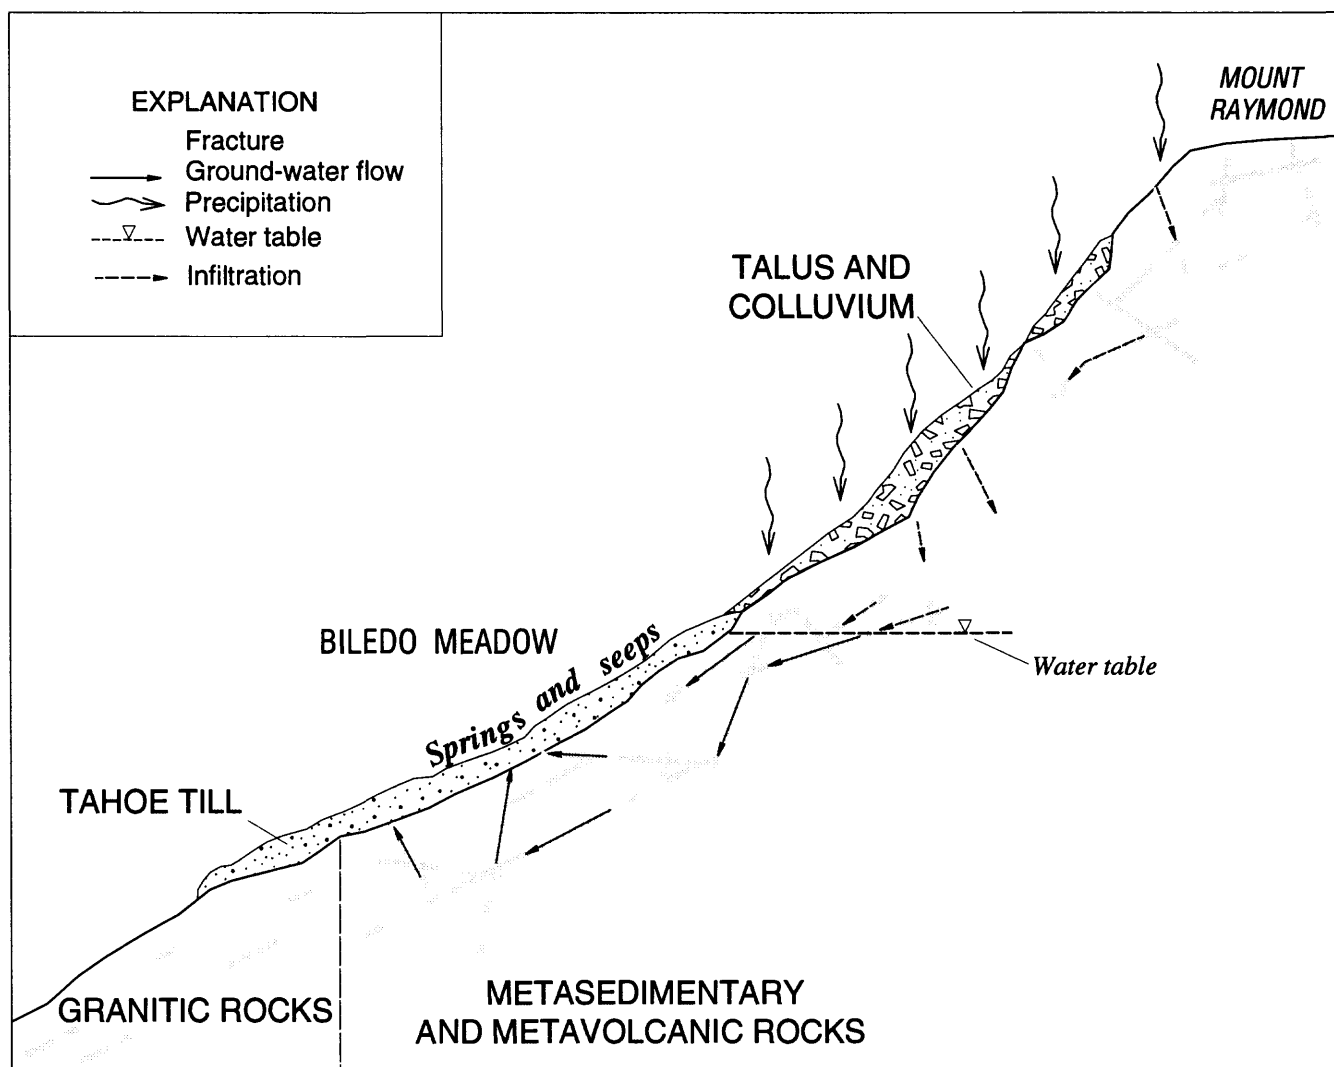 EXPLANATION
Fracture
Ground-water flow
Precipitation
Water table
Infiltration
MOUNT
RAYMOND
TALUS AND
COLLUVIUM
BILEDO MEADOW
Springs and seeps
Water table
TAHOE TILL
GRANITIC ROCKS
METASEDIMENTARY
AND METAVOLCANIC ROCKS